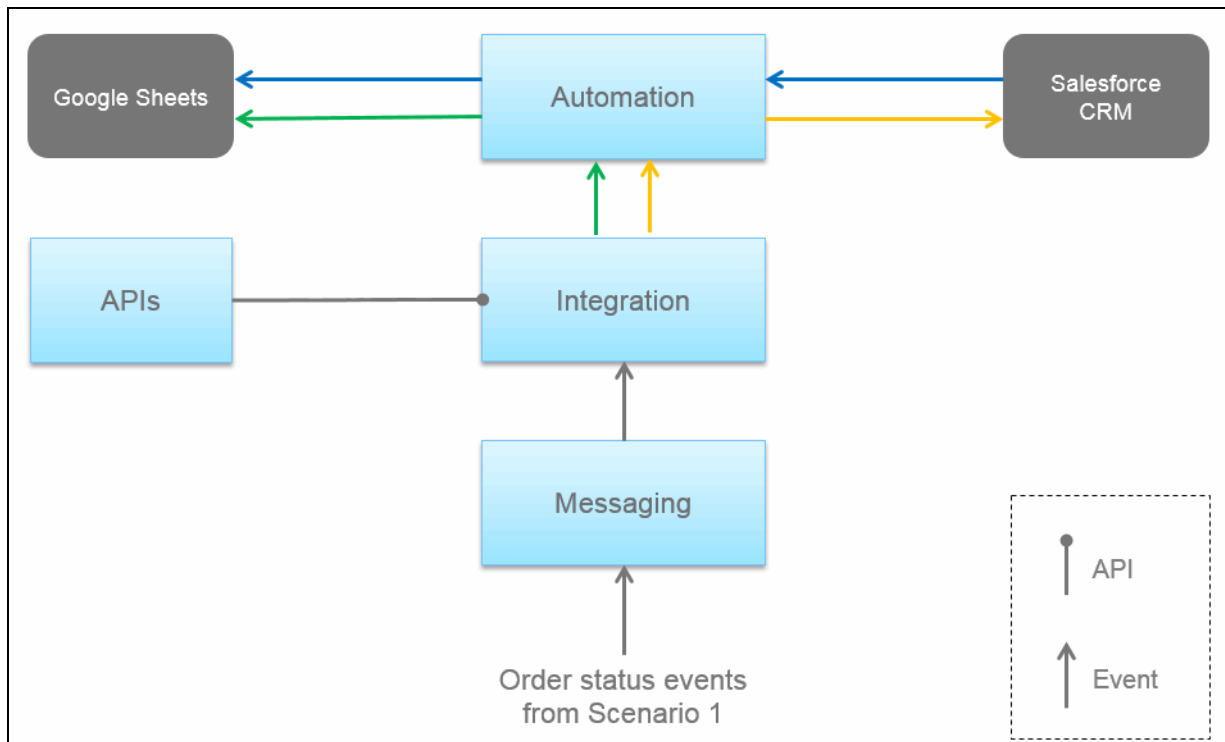 Google Sheets
Automation
Salesforce
CRM
APIs
Integration
Messaging
API
Event
Order status events
from Scenario 1